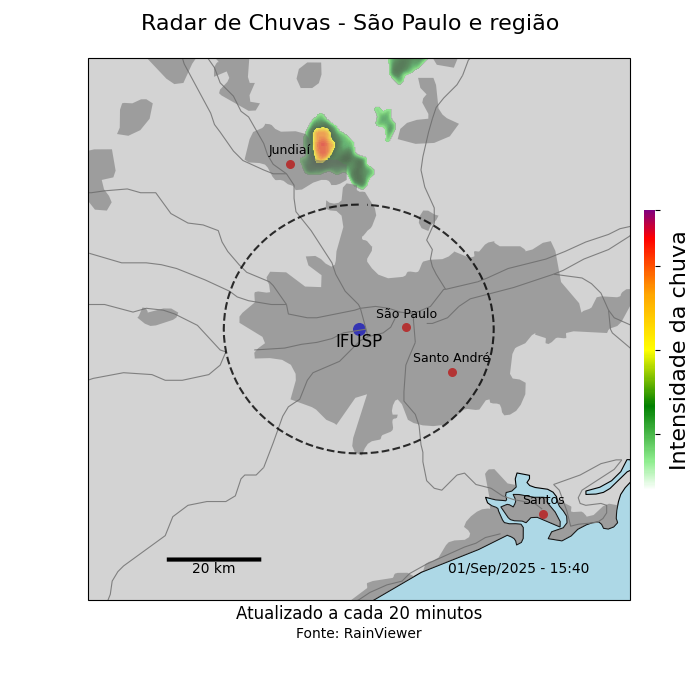 Radar de Chuvas - São Paulo e região
Jundiaí
São Paulo
IFUSP
Santo André
Intensidade da chuva
Santos
20 km
01/Sep/2025 - 15:40
Atualizado a cada 20 minutos
Fonte: RainViewer